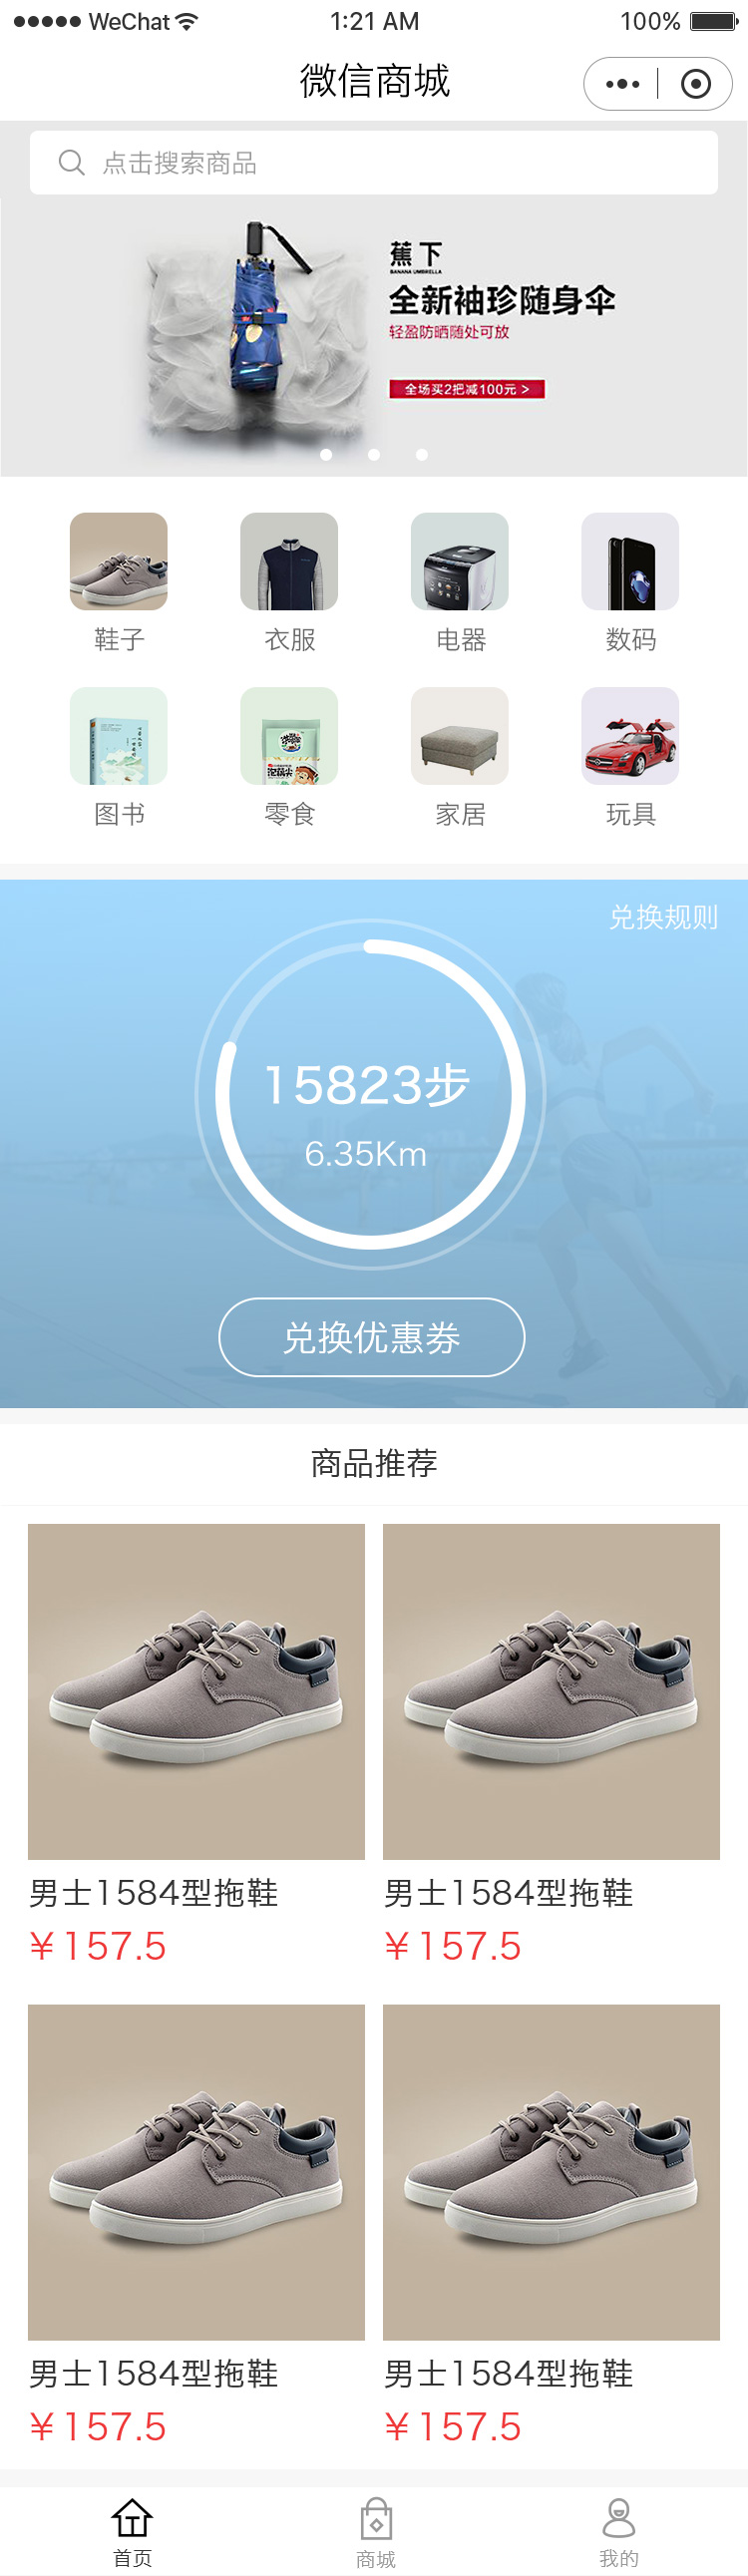 WeChat 1:21 AM 100%
微信商城
点击搜索商品
蕉下
BANANA UMBRELLA
全新袖珍随身伞
轻盈防晒随处可放
全场买2把减100元 >
鞋子 衣服 电器 数码
图书 零食 家居 玩具
兑换规则
15823步
6.35Km
兑换优惠券
商品推荐
男士1584型拖鞋 男士1584型拖鞋
￥157.5 ￥157.5
男士1584型拖鞋 男士1584型拖鞋
￥157.5 ￥157.5
首页 商城 我的